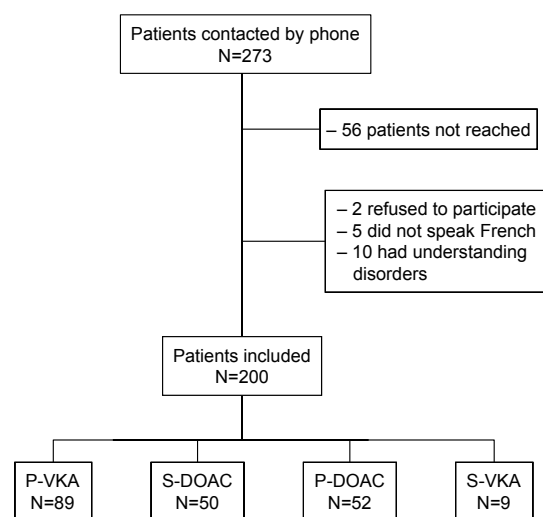 Patients contacted by phone
N=273
– 56 patients not reached
– 2 refused to participate
– 5 did not speak French
– 10 had understanding
disorders
Patients included
N=200
P-VKA
N=89
S-DOAC
N=50
P-DOAC
N=52
S-VKA
N=9